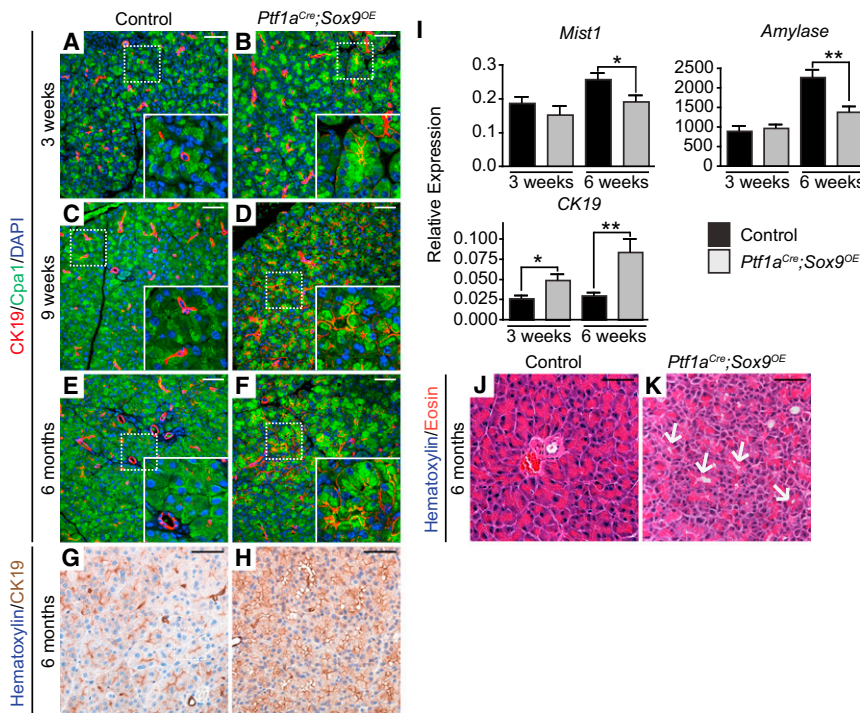 Control
Ptf1aCre;Sox9OE
CK19/Cpa1/DAPI
3 weeks
A
B
9 weeks
C
D
6 months
E
F
Hematoxylin/CK19
6 months
G
H
I
Relative Expression
Mist1
0.3
0.2
0.1
0.0
*
3 weeks
6 weeks
Amylase
2500
2000
1500
1000
500
0
**
3 weeks
6 weeks
CK19
0.100
0.075
0.050
0.025
0.000
*
**
3 weeks
6 weeks
Control
Ptf1aCre;Sox9OE
Control
Ptf1aCre;Sox9OE
Hematoxylin/Eosin
6 months
J
K